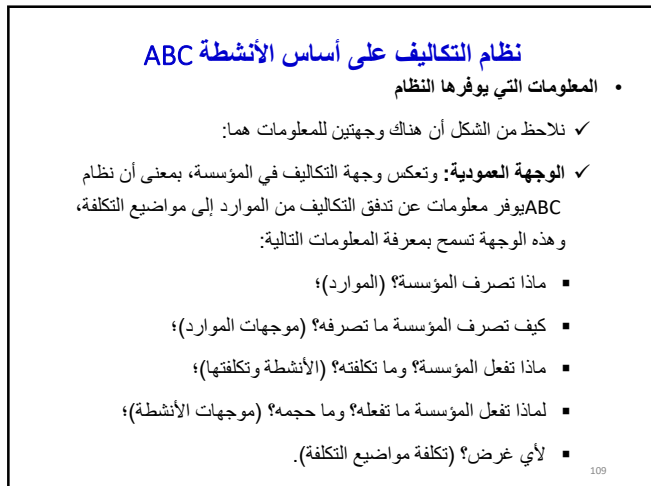 نظام التكاليف على أساس الأنشطة ABC
• المعلومات التي يوفرها النظام
✓ نلاحظ من الشكل أن هناك وجهتين للمعلومات هما:
✓ الوجهة العمودية: وتعكس وجهة التكاليف في المؤسسة، بمعنى أن نظام
ABCيوفر معلومات عن تدفق التكاليف من الموارد إلى مواضيع التكلفة،
وهذه الوجهة تسمح بمعرفة المعلومات التالية:
▪ ماذا تصرف المؤسسة؟ (الموارد)؛
▪ كيف تصرف المؤسسة ما تصرفه؟ (موجهات الموارد)؛
▪ ماذا تفعل المؤسسة؟ وما تكلفته؟ (الأنشطة وتكلفتها)؛
▪ لماذا تفعل المؤسسة ما تفعله؟ وما حجمه؟ (موجهات الأنشطة)؛
▪ لأي غرض؟ (تكلفة مواضيع التكلفة).
109